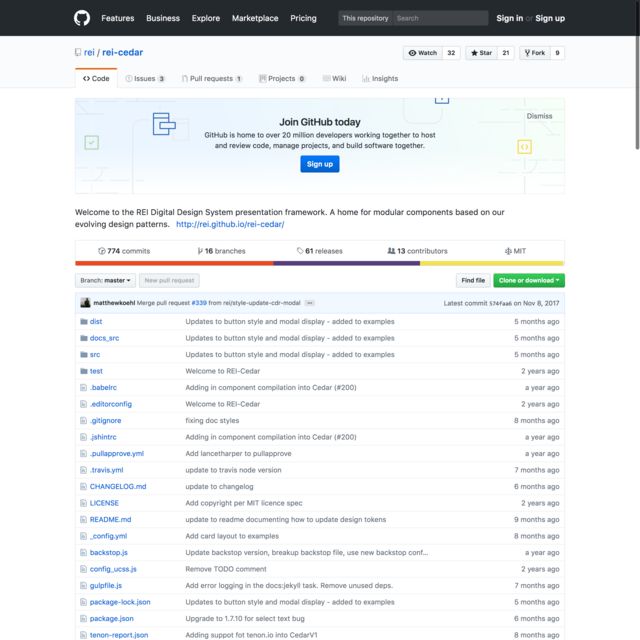 Features Business Explore Marketplace Pricing This repository Search Sign in or Sign up
rei / rei-cedar Watch 32 Star 21 Fork 9
Code Issues 3 Pull requests 1 Projects 0 Wiki Insights
Join GitHub today
Dismiss
GitHub is home to over 20 million developers working together to host
and review code, manage projects, and build software together.
Sign up
Welcome to the REI Digital Design System presentation framework. A home for modular components based on our
evolving design patterns. http://rei.github.io/rei-cedar/
774 commits 16 branches 61 releases 13 contributors MIT
Branch: master New pull request Find file Clone or download
matthewkoehl Merge pull request #339 from rei/style-update-cdr-modal ... Latest commit 574faa6 on Nov 8, 2017
dist Updates to button style and modal display - added to examples 5 months ago
docs_src Updates to button style and modal display - added to examples 5 months ago
src Updates to button style and modal display - added to examples 5 months ago
test Welcome to REI-Cedar 2 years ago
.babelrc Adding in component compilation into Cedar (#200) a year ago
.editorconfig Welcome to REI-Cedar 2 years ago
.gitignore fixing doc styles 8 months ago
.jshintrc Adding in component compilation into Cedar (#200) a year ago
.pullapprove.yml Add lancetharper to pullapprove a year ago
.travis.yml update to travis node version 7 months ago
CHANGELOG.md update to changelog 6 months ago
LICENSE Add copyright per MIT licence spec 2 years ago
README.md update to readme documenting how to update design tokens 9 months ago
_config.yml Add card layout to examples 8 months ago
backstop.js Update backstop version, breakup backstop file, use new backstop conf... a year ago
config_ucss.js Remove TODO comment 2 years ago
gulpfile.js Add error logging in the docs:jekyll task. Remove unused deps. 7 months ago
package-lock.json Updates to button style and modal display - added to examples 5 months ago
package.json Upgrade to 1.7.10 for select text bug 6 months ago
tenon-report.json Adding suppot fot tenon.io into CedarV1 8 months ago